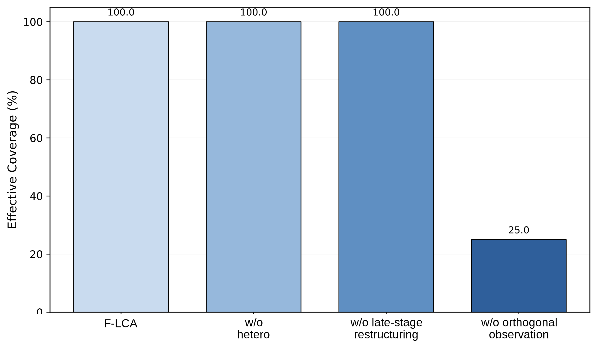 100.0
100.0
100.0
100
80
60
40
25.0
20
0
Effective Coverage (%)
F-LCA
w/o
hetero
w/o late-stage
restructuring
w/o orthogonal
observation